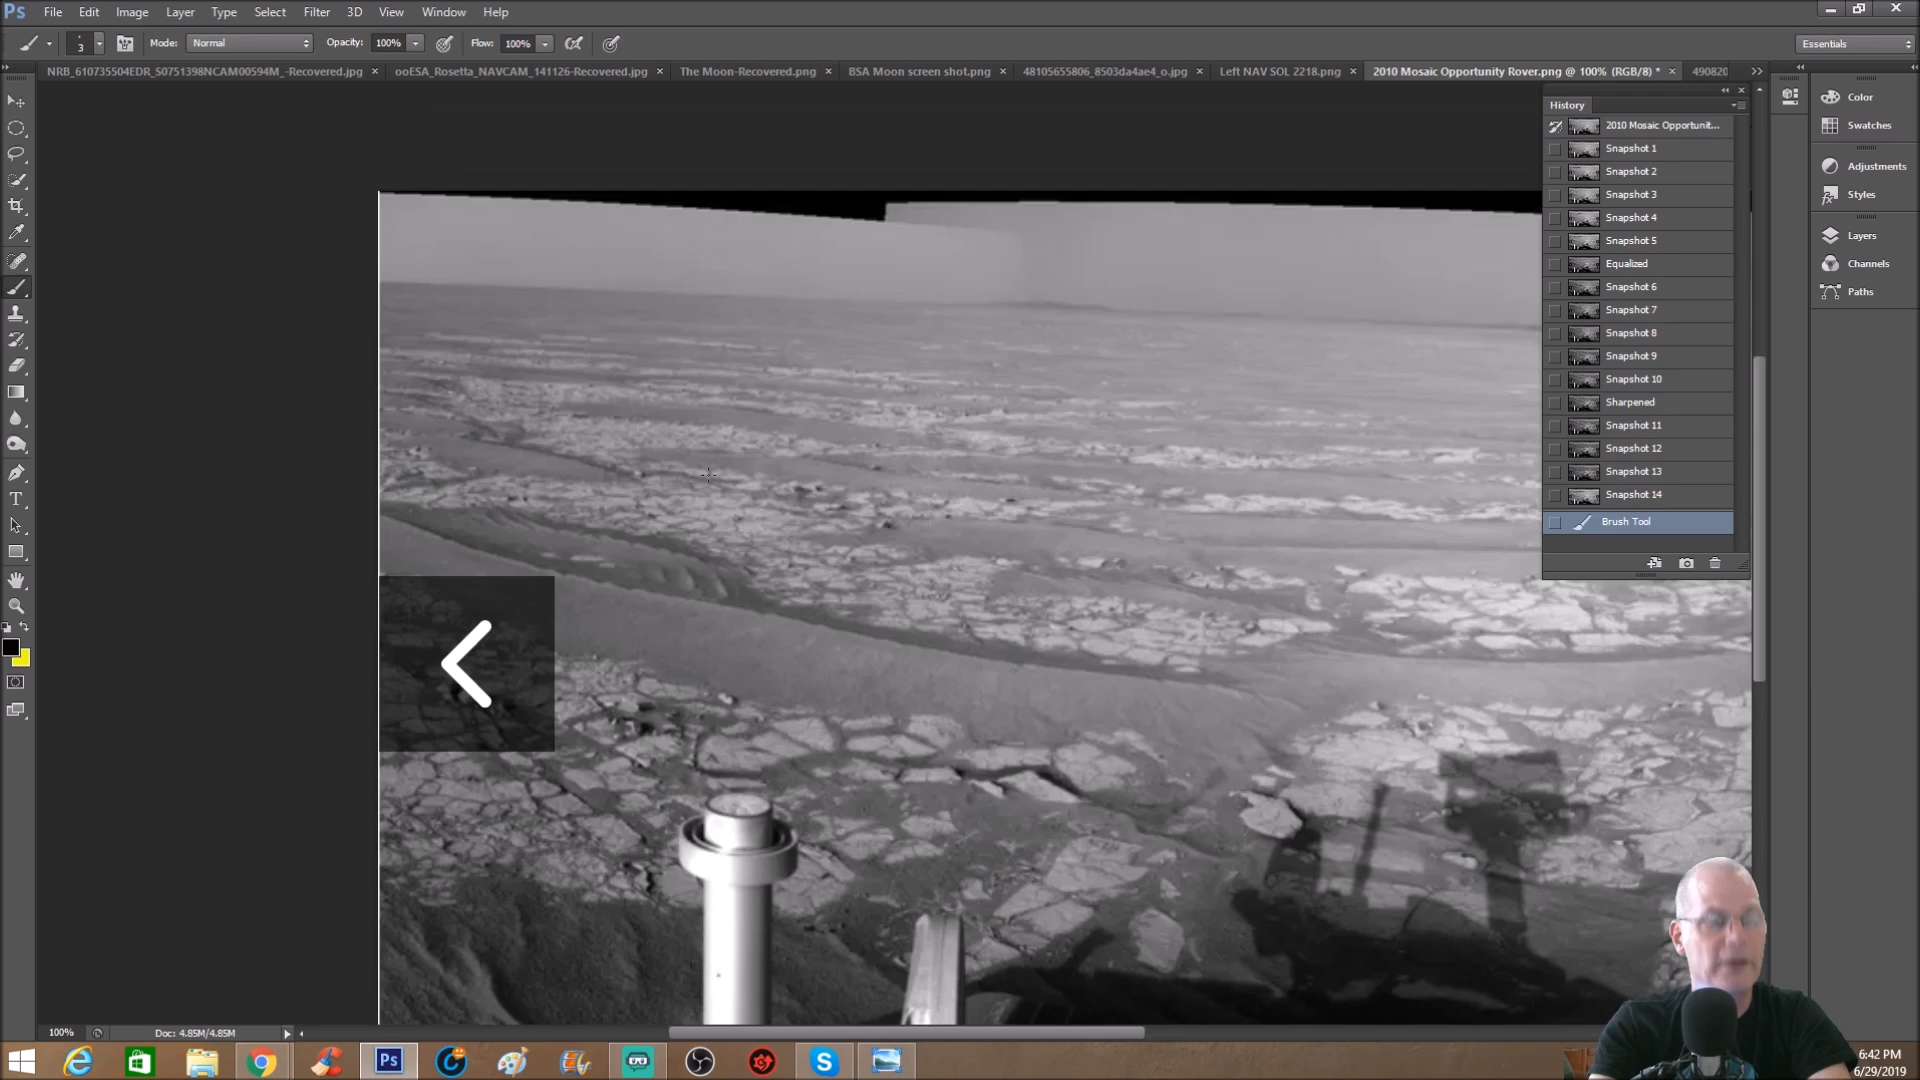 Ps File Edit Image Layer Type Select Filter 3D View Window Help
3 Mode: Normal Opacity: 100% Flow: 100% Essentials
NRB_610735504EDR_S0751398NCAM00594M_-Recovered.jpg × ooESA_Rosetta_NAVCAM_141126-Recovered.jpg × The Moon-Recovered.png × BSA Moon screen shot.png × 48105655806_8503da4ae4_o.jpg × Left NAV SOL 2218.png × 2010 Mosaic Opportunity Rover.png @ 100% (RGB/8) * × 490820
History
2010 Mosaic Opportunit...
Snapshot 1
Snapshot 2
Snapshot 3
Snapshot 4
Snapshot 5
Equalized
Snapshot 6
Snapshot 7
Snapshot 8
Snapshot 9
Snapshot 10
Sharpened
Snapshot 11
Snapshot 12
Snapshot 13
Snapshot 14
Brush Tool
Color
Swatches
Adjustments
Styles
Layers
Channels
Paths
100% Doc: 4.85M/4.85M
6:42 PM
6/29/2019